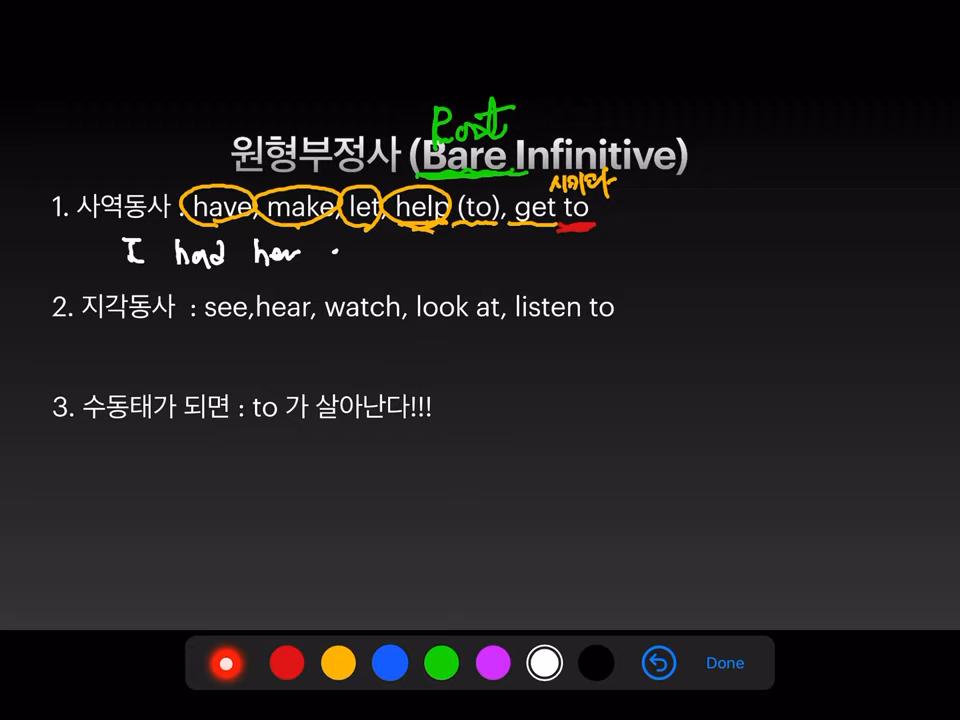 Root
원형부정사 (Bare Infinitive)
시키다
1. 사역동사 : have, make, let, help (to), get to
I had her
2. 지각동사 : see,hear, watch, look at, listen to
3. 수동태가 되면 : to 가 살아난다!!!
Done